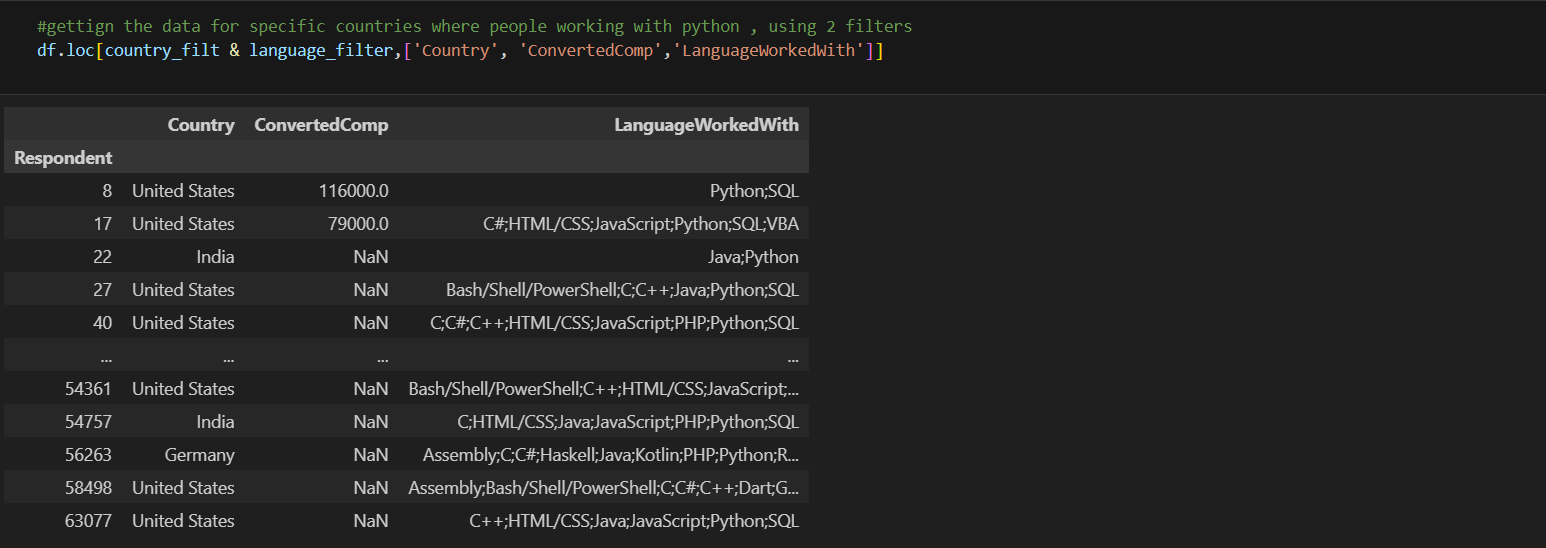 #gettign the data for specific countries where people working with python , using 2 filters
df.loc[country_filt & language_filter,['Country', 'ConvertedComp','LanguageWorkedWith']]
Country ConvertedComp LanguageWorkedWith
Respondent
8 United States 116000.0 Python;SQL
17 United States 79000.0 C#;HTML/CSS;JavaScript;Python;SQL;VBA
22 India NaN Java;Python
27 United States NaN Bash/Shell/PowerShell;C;C++;Java;Python;SQL
40 United States NaN C;C#;C++;HTML/CSS;JavaScript;PHP;Python;SQL
... ... ... ...
54361 United States NaN Bash/Shell/PowerShell;C++;HTML/CSS;JavaScript;...
54757 India NaN C;HTML/CSS;Java;JavaScript;PHP;Python;SQL
56263 Germany NaN Assembly;C;C#;Haskell;Java;Kotlin;PHP;Python;R...
58498 United States NaN Assembly;Bash/Shell/PowerShell;C;C#;C++;Dart;G...
63077 United States NaN C++;HTML/CSS;Java;JavaScript;Python;SQL